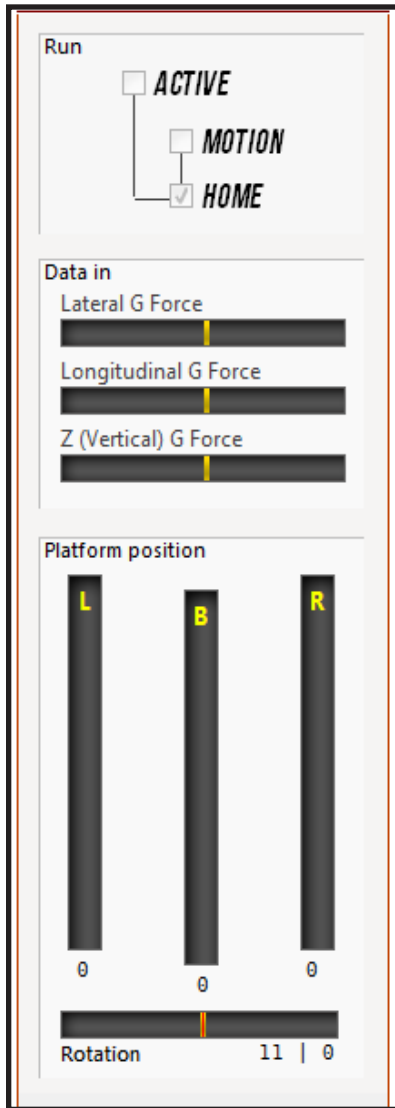 Run
ACTIVE
MOTION
HOME
Data in
Lateral G Force
Longitudinal G Force
Z (Vertical) G Force
Platform position
L
B
R
0
0
0
Rotation 11 | 0